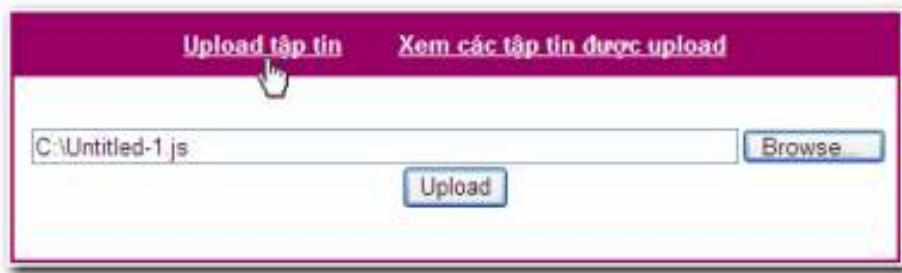 Upload tập tin Xem các tập tin được upload
C:\Untitled-1.js Browse...
Upload